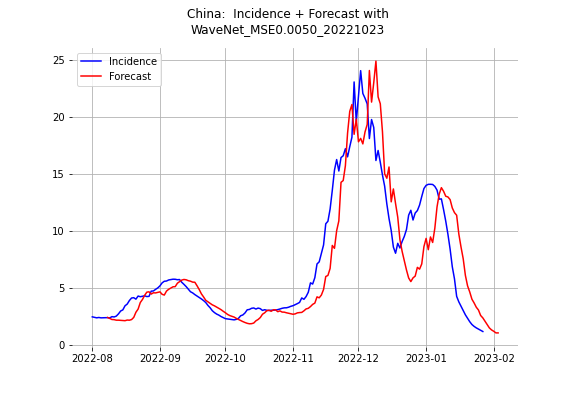 China:  Incidence + Forecast with
WaveNet_MSE0.0050_20221023
Incidence
Forecast
25
20
15
10
5
0
2022-08 2022-09 2022-10 2022-11 2022-12 2023-01 2023-02